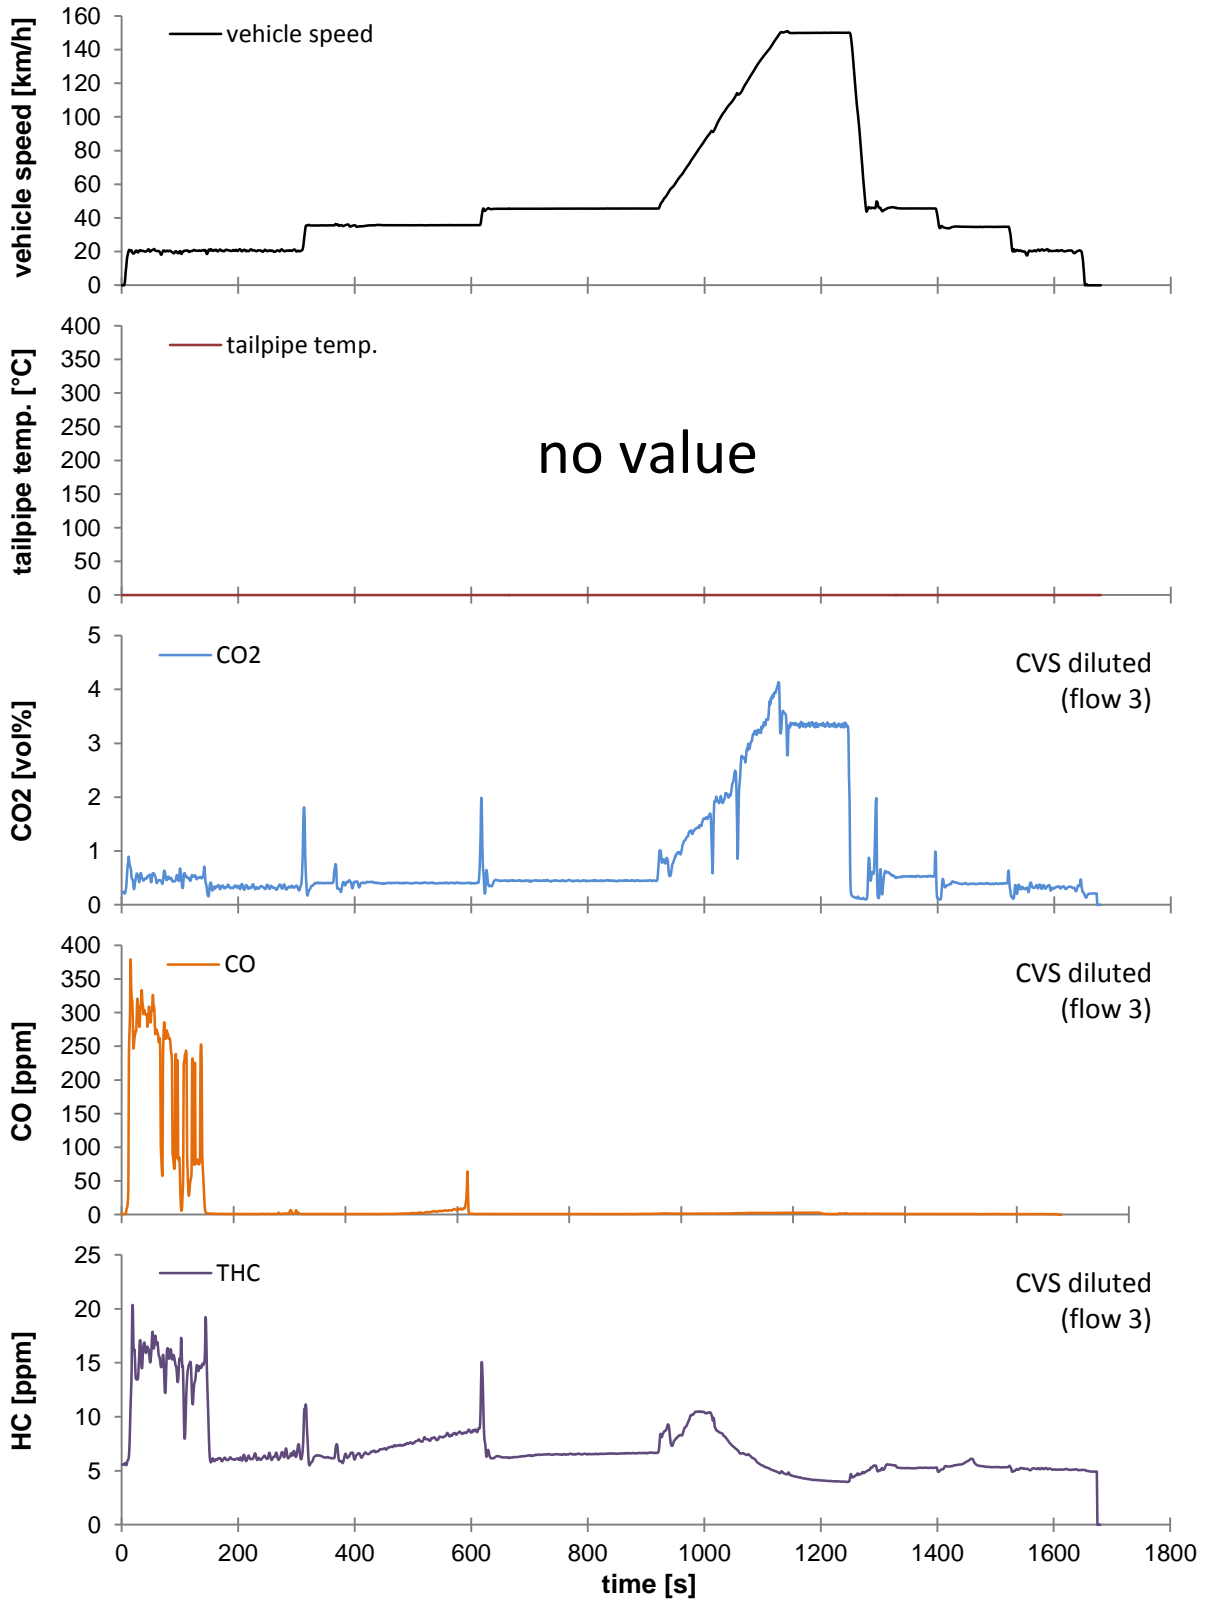 vehicle speed [km/h]
160
140
120
100
80
60
40
20
0
vehicle speed
tailpipe temp. [°C]
400
350
300
250
200
150
100
50
0
tailpipe temp.
no value
CO2 [vol%]
5
4
3
2
1
0
CO2
CVS diluted
(flow 3)
CO [ppm]
400
350
300
250
200
150
100
50
0
CO
CVS diluted
(flow 3)
HC [ppm]
25
20
15
10
5
0
THC
CVS diluted
(flow 3)
0 200 400 600 800 1000 1200 1400 1600 1800
time [s]